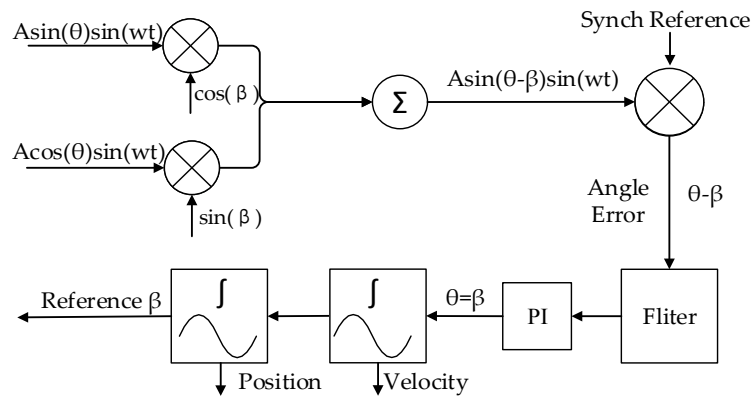 Synch Reference
Asin(θ)sin(wt)
cos(β)
Σ
Asin(θ-β)sin(wt)
Acos(θ)sin(wt)
sin(β)
Angle
Error
θ-β
Reference β
∫
∫
θ=β
PI
Fliter
Position
Velocity